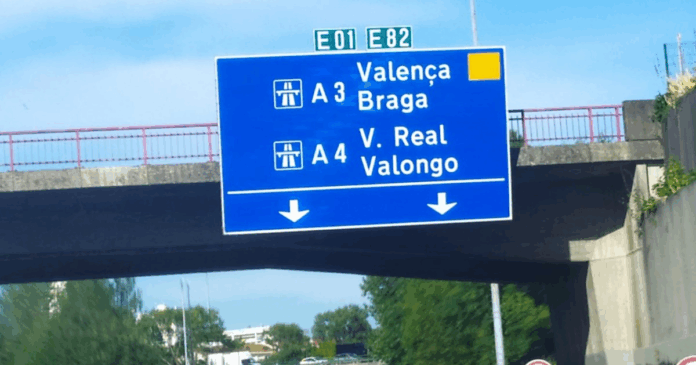 E 01 E 82
A 3 Valença
Braga
A 4 V. Real
Valongo